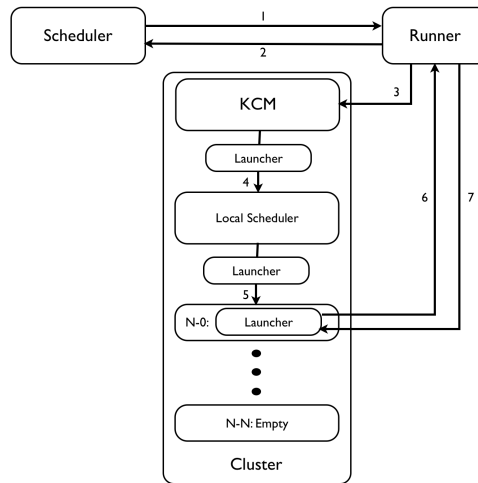 1
Scheduler
Runner
2
3
KCM
Launcher
4
Local Scheduler
6
7
Launcher
5
N-0:
Launcher
N-N: Empty
Cluster